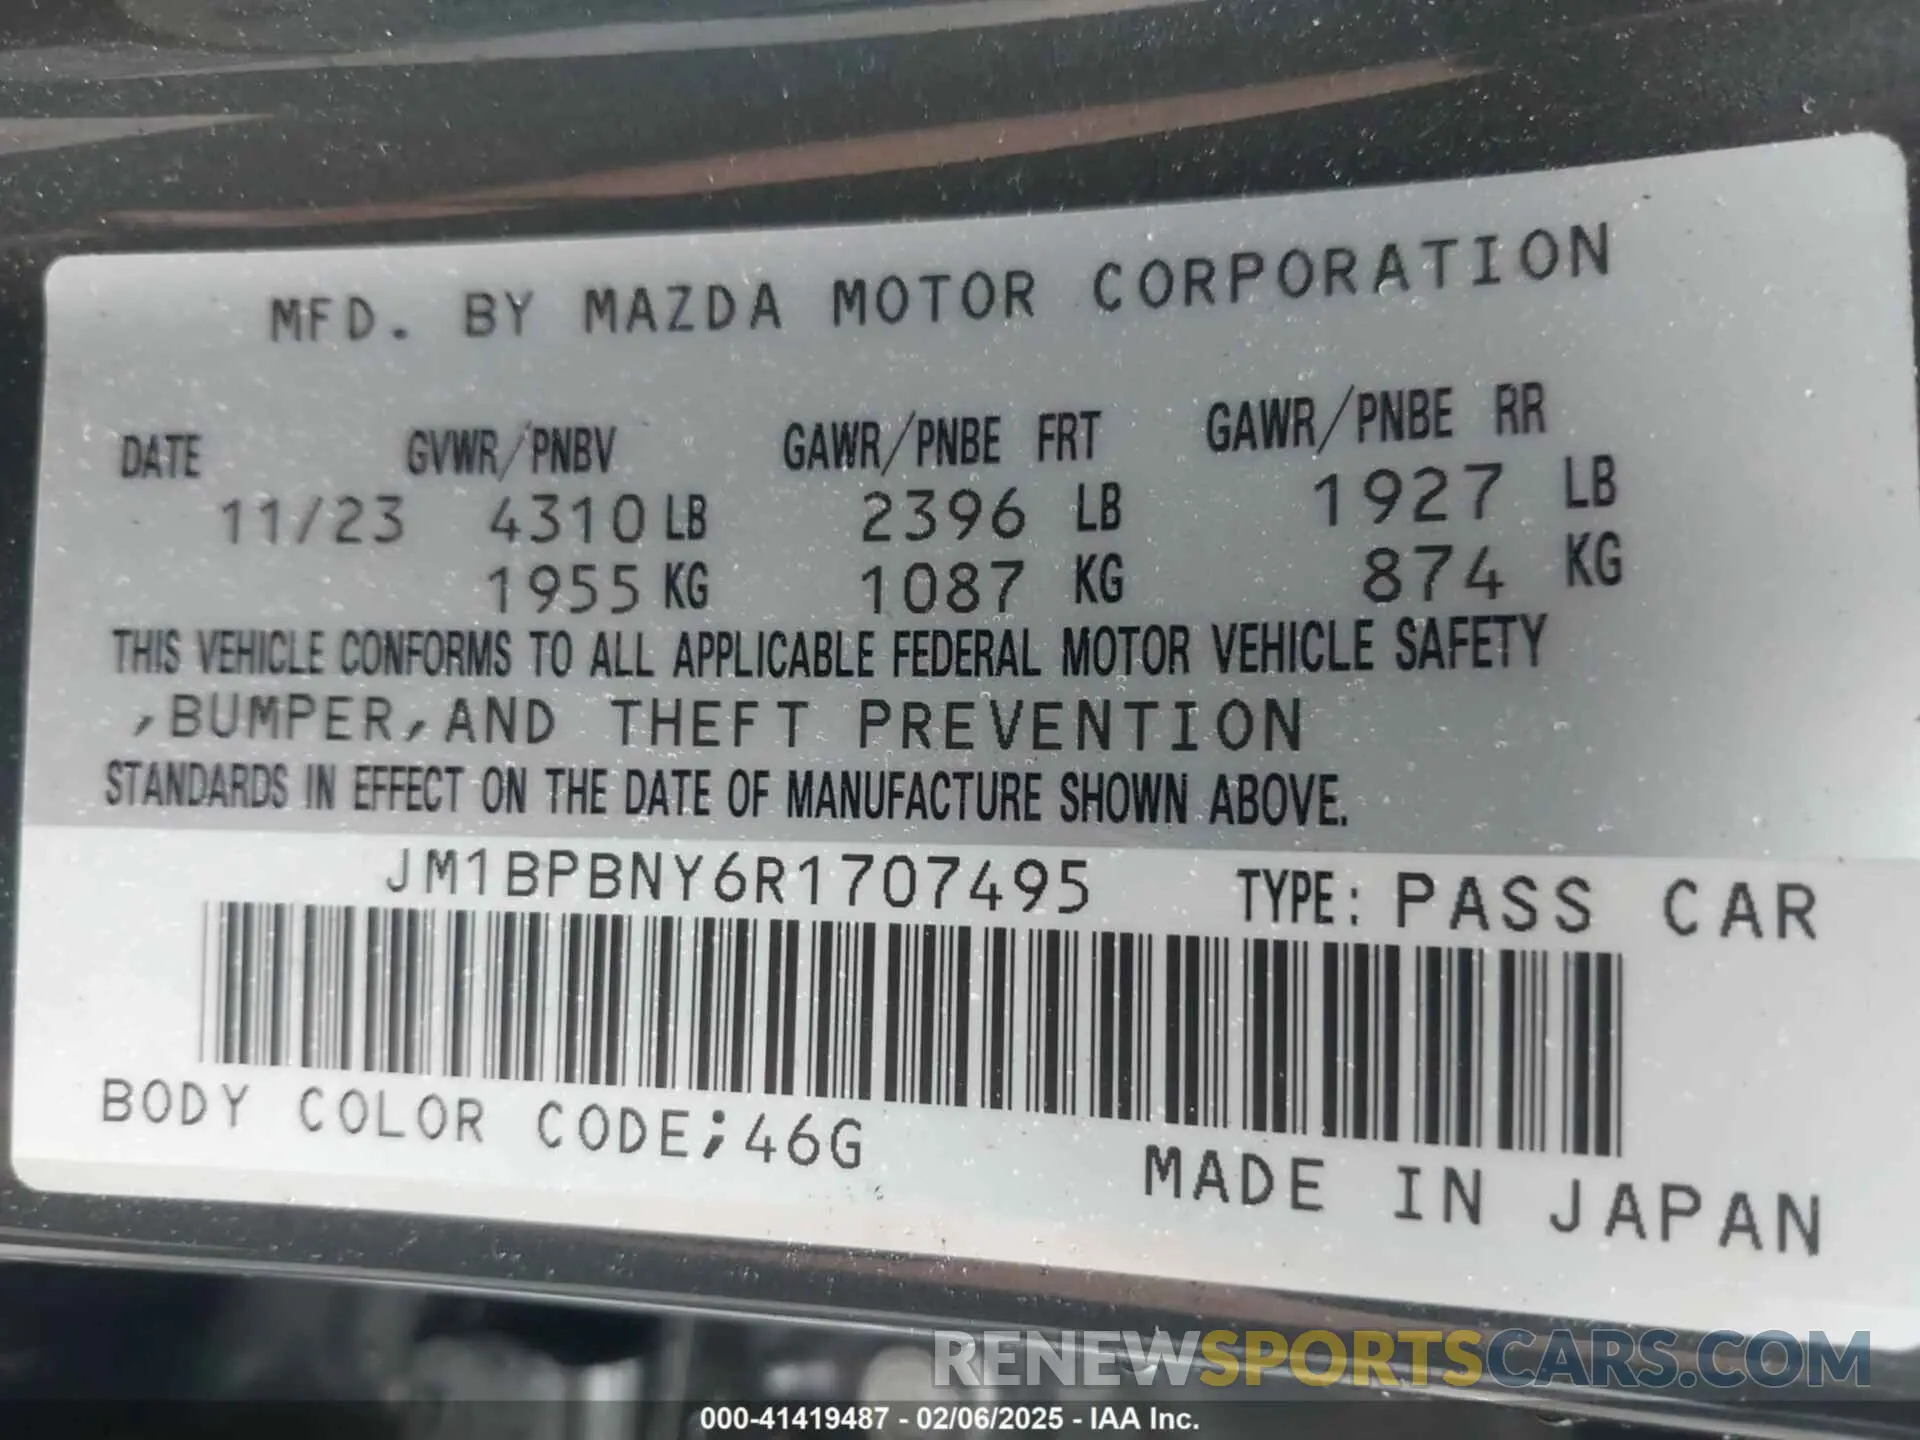 MFD. BY MAZDA MOTOR CORPORATION
DATE GVWR/PNBV GAWR/PNBE FRT GAWR/PNBE RR
11/23 4310 LB 2396 LB 1927 LB
1955 KG 1087 KG 874 KG
THIS VEHICLE CONFORMS TO ALL APPLICABLE FEDERAL MOTOR VEHICLE SAFETY
,BUMPER,AND THEFT PREVENTION
STANDARDS IN EFFECT ON THE DATE OF MANUFACTURE SHOWN ABOVE.
JM1BPBNY6R1707495 TYPE: PASS CAR
BODY COLOR CODE;46G
MADE IN JAPAN
RENEWSPORTSCARS.COM
000-41419487 - 02/06/2025 - IAA Inc.